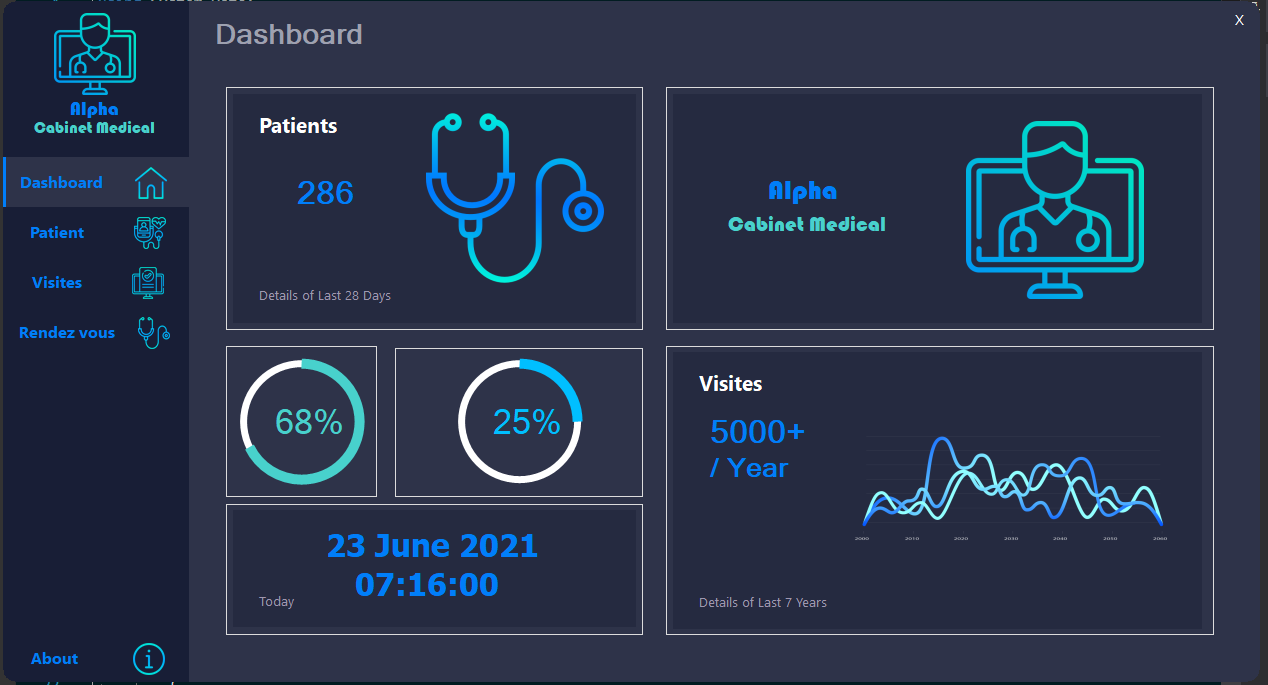 X
Dashboard
Alpha
Cabinet Medical
Dashboard
Patient
Visites
Rendez vous
About
Patients
286
Details of Last 28 Days
Alpha
Cabinet Medical
68%
25%
23 June 2021
07:16:00
Today
Visites
5000+
/ Year
2000 2010 2020 2030 2040 2050 2060
Details of Last 7 Years